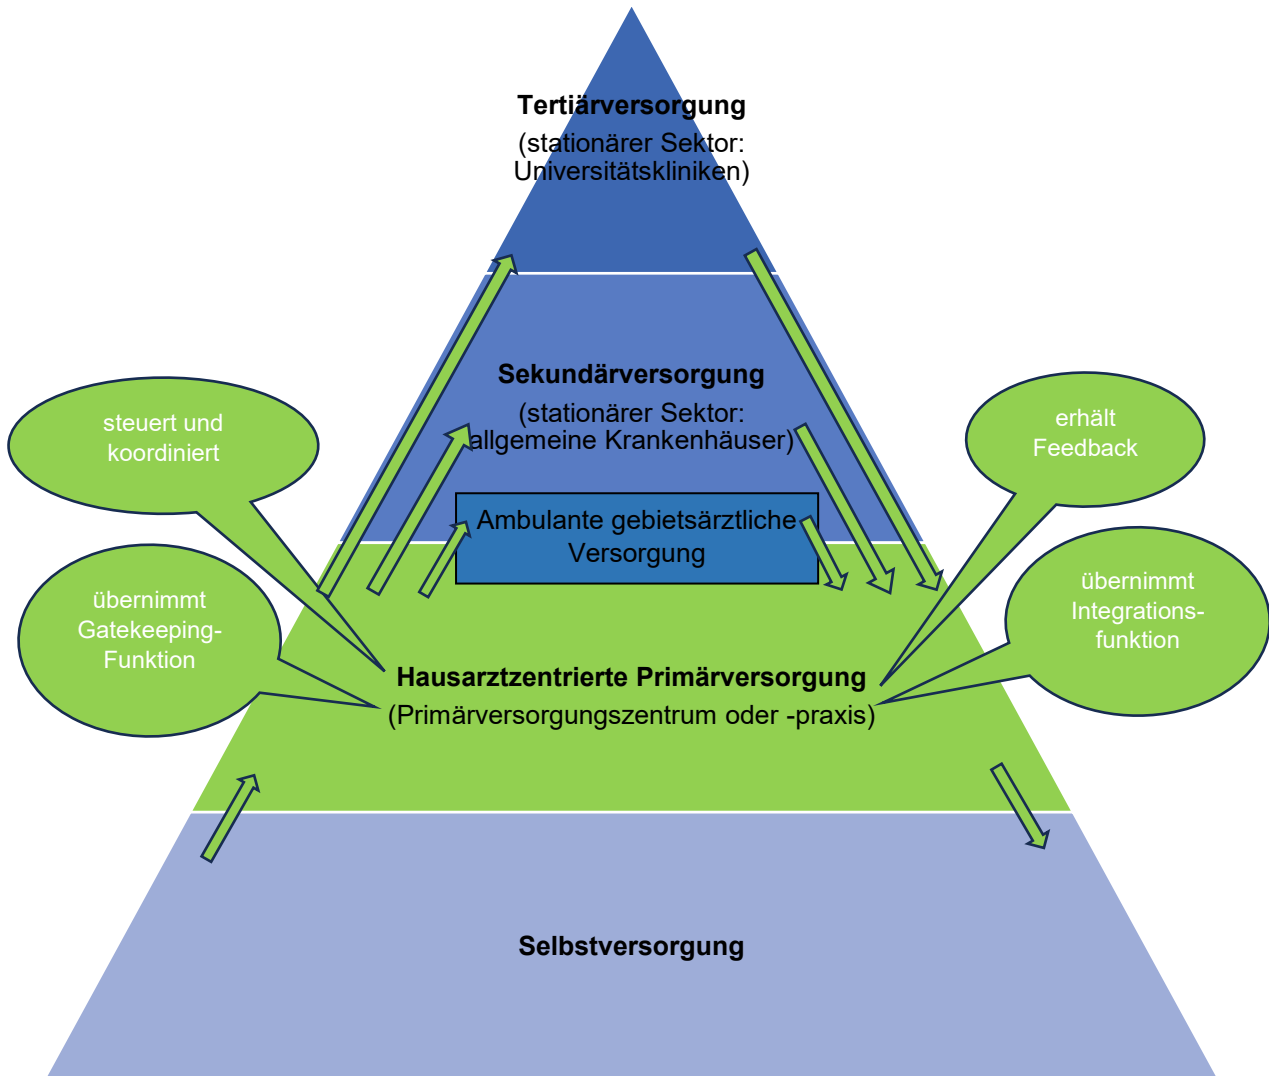 Tertiärversorgung
(stationärer Sektor:
Universitätskliniken)
Sekundärversorgung
(stationärer Sektor:
allgemeine Krankenhäuser)
steuert und
koordiniert
erhält
Feedback
Ambulante gebietsärztliche
Versorgung
übernimmt
Gatekeeping-
Funktion
übernimmt
Integrations-
funktion
Hausarztzentrierte Primärversorgung
(Primärversorgungszentrum oder -praxis)
Selbstversorgung